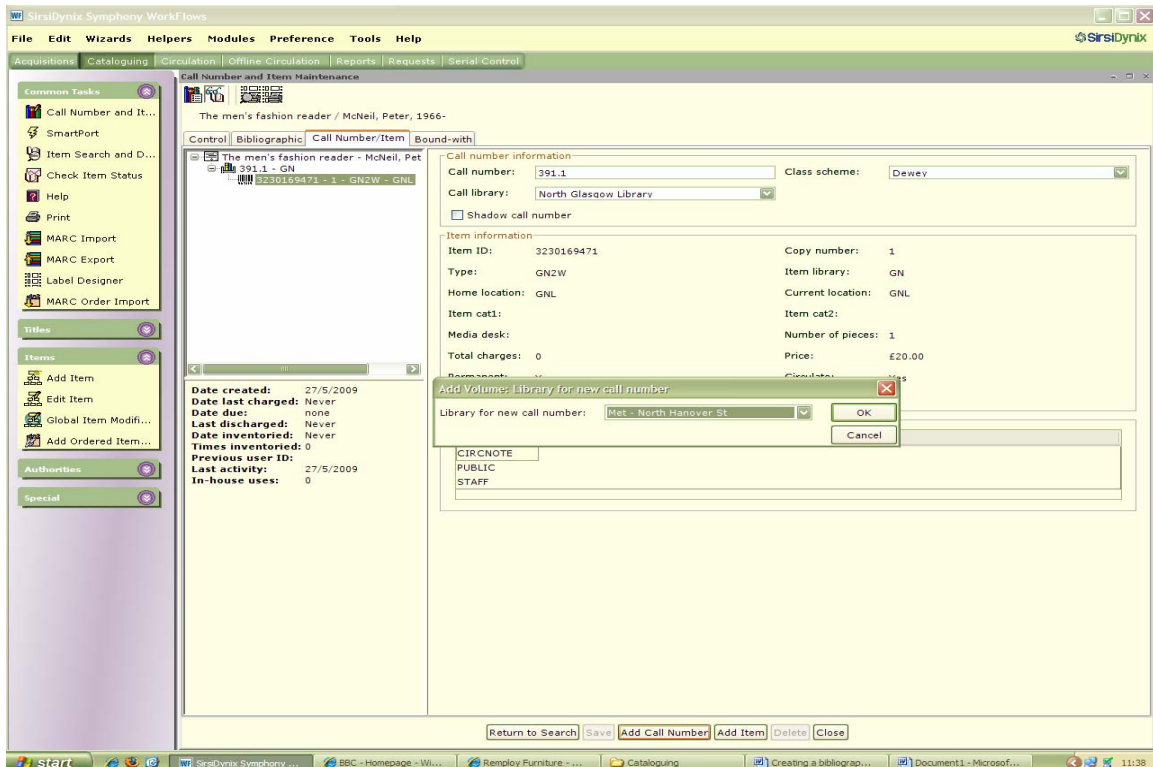 WF SirsiDynix Symphony WorkFlows
File Edit Wizards Helpers Modules Preference Tools Help
SirsiDynix
Acquisitions Cataloguing Circulation Offline Circulation Reports Requests Serial Control
Call Number and Item Maintenance
Common Tasks
Call Number and It...
SmartPort
Item Search and D...
Check Item Status
Help
Print
MARC Import
MARC Export
Label Designer
MARC Order Import
Titles
Items
Add Item
Edit Item
Global Item Modifi...
Add Ordered Item...
Authorities
Special
The men's fashion reader / McNeil, Peter, 1966-
Control Bibliographic Call Number/Item Bound-with
The men's fashion reader - McNeil, Pet
391.1 - GN
3230169471 - 1 - GN2W - GNL
Date created: 27/5/2009
Date last charged: Never
Date due: none
Last discharged: Never
Date inventoried: Never
Times inventoried: 0
Previous user ID:
Last activity: 27/5/2009
In-house uses: 0
Call number information
Call number: 391.1 Class scheme: Dewey
Call library: North Glasgow Library
Shadow call number
Item information
Item ID: 3230169471 Copy number: 1
Type: GN2W Item library: GN
Home location: GNL Current location: GNL
Item cat1: Item cat2:
Media desk: Number of pieces: 1
Total charges: 0 Price: £20.00
Add Volume: Library for new call number
Library for new call number: Met - North Hanover St OK
Cancel
CIRCNOTE
PUBLIC
STAFF
Return to Search Save Add Call Number Add Item Delete Close
start WF SirsiDynix Symphony ... BBC - Homepage - Wi... Remploy Furniture - ... Cataloguing Creating a bibliograp... Document1 - Microsof... 11:38